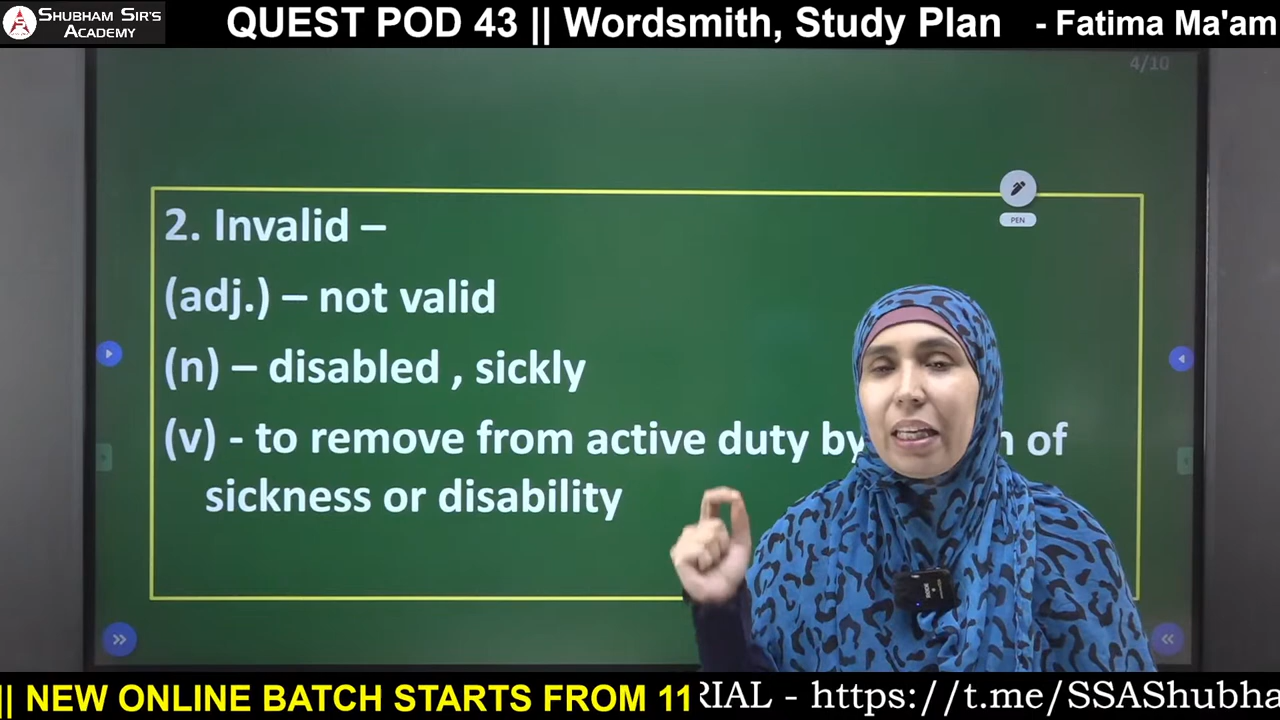 SHUBHAM SIR'S
ACADEMY
QUEST POD 43 || Wordsmith, Study Plan - Fatima Ma'am
4/10
PEN
2. Invalid –
(adj.) – not valid
(n) – disabled , sickly
(v) - to remove from active duty by of
sickness or disability
|| NEW ONLINE BATCH STARTS FROM 11
RIAL - https://t.me/SSAShubha